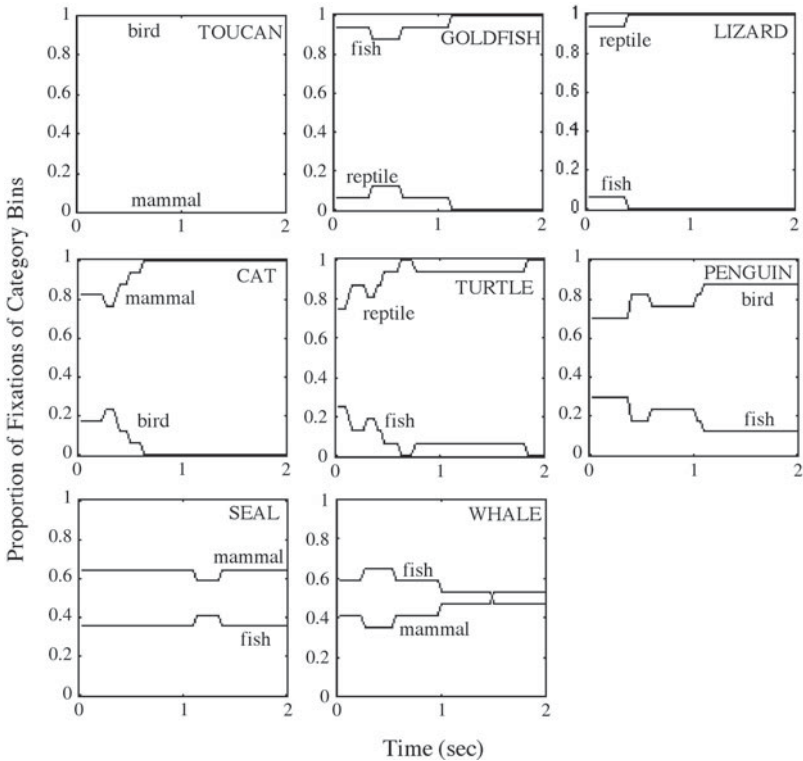 Proportion of Fixations of Category Bins
1
0.8
0.6
0.4
0.2
0
bird TOUCAN
mammal
0 1 2
1
0.8
0.6
0.4
0.2
0
fish GOLDFISH
reptile
0 1 2
1
0.8
0.6
0.4
0.2
0
reptile LIZARD
fish
0 1 2
1
0.8
0.6
0.4
0.2
0
CAT
mammal
bird
0 1 2
1
0.8
0.6
0.4
0.2
0
TURTLE
reptile
fish
0 1 2
1
0.8
0.6
0.4
0.2
0
PENGUIN
bird
fish
0 1 2
1
0.8
0.6
0.4
0.2
0
SEAL
mammal
fish
0 1 2
1
0.8
0.6
0.4
0.2
0
WHALE
fish
mammal
0 1 2
Time (sec)